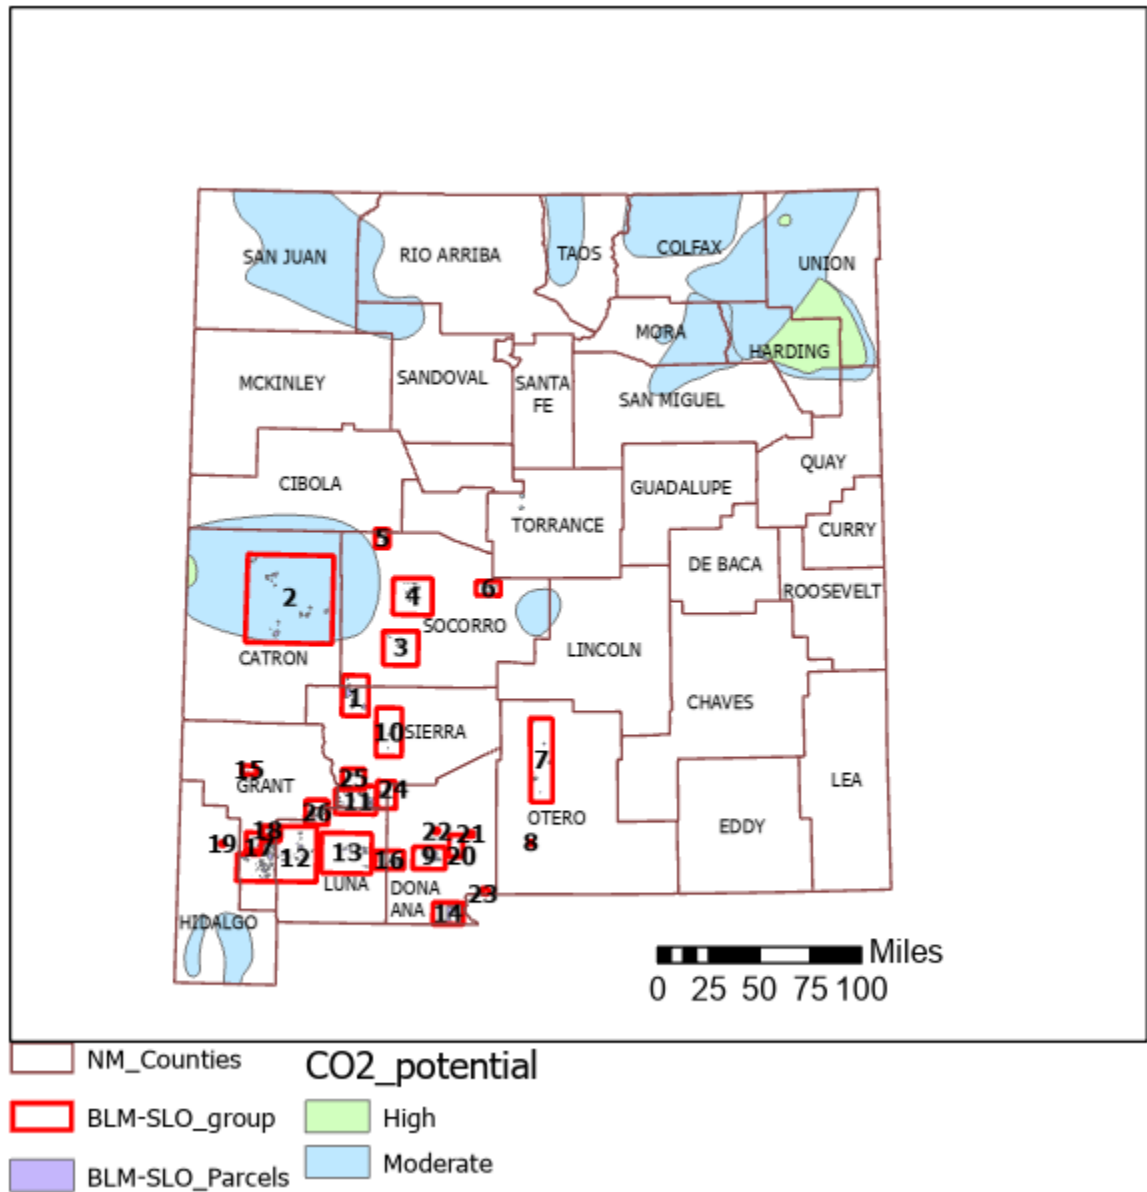 SAN JUAN
RIO ARRIBA
TAOS
COLFAX
UNION
MORA
HARDING
MCKINLEY
SANDOVAL
SANTA
FE
SAN MIGUEL
QUAY
CIBOLA
GUADALUPE
TORRANCE
CURRY
5
DE BACA
2
4
6
ROOSEVELT
SOCORRO
3
LINCOLN
CATRON
1
CHAVES
10
SIERRA
7
15
25
LEA
GRANT
24
11
26
OTERO
EDDY
18
22
21
19
17
8
12
13
16
9
20
LUNA
DONA
ANA
23
14
HIDALGO
Miles
0 25 50 75 100
NM_Counties
CO2_potential
BLM-SLO_group
High
BLM-SLO_Parcels
Moderate